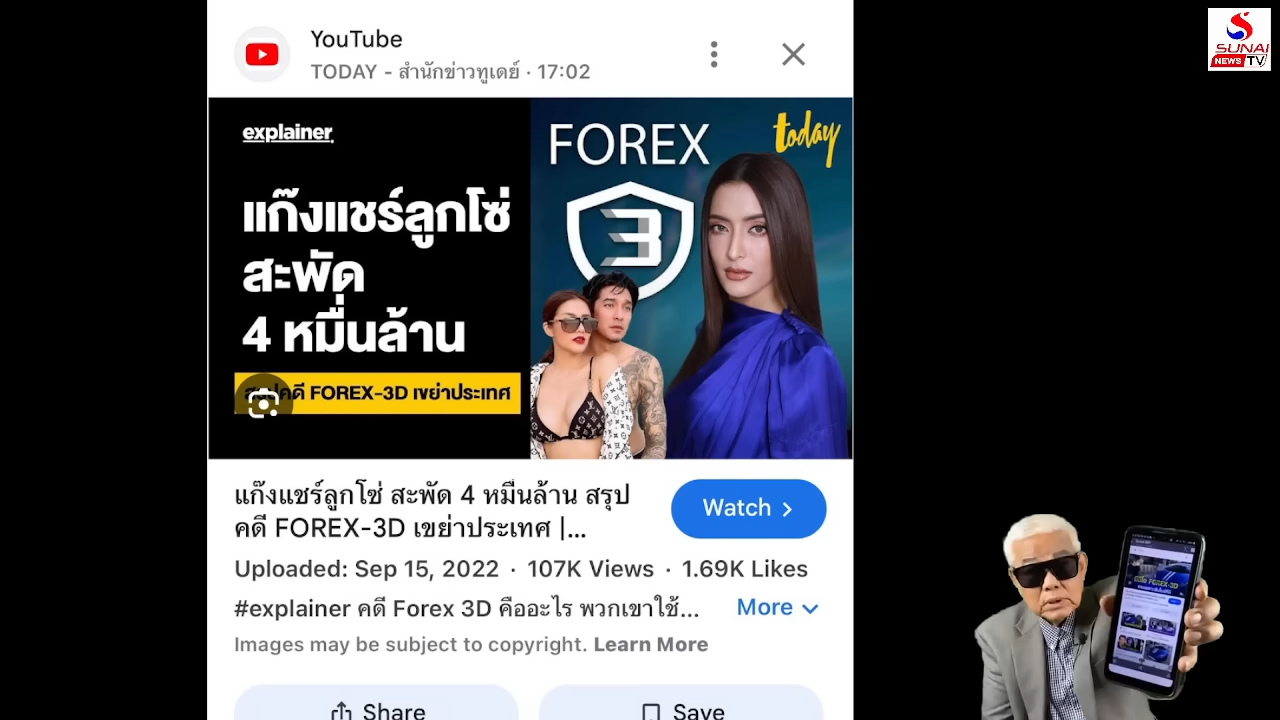 YouTube
TODAY - สำนักข่าวทูเดย์ · 17:02
SUNAI
NEWS TV
explainer.
แก๊งแชร์ลูกโซ่
สะพัด
4 หมื่นล้าน
คดี FOREX-3D เขย่าประเทศ
FOREX
3
today
แก๊งแชร์ลูกโซ่ สะพัด 4 หมื่นล้าน สรุป
คดี FOREX-3D เขย่าประเทศ |...
Watch
Uploaded: Sep 15, 2022 · 107K Views · 1.69K Likes
#explainer คดี Forex 3D คืออะไร พวกเขาใช้...
More
Images may be subject to copyright. Learn More
Share
Save
FOREX-3D